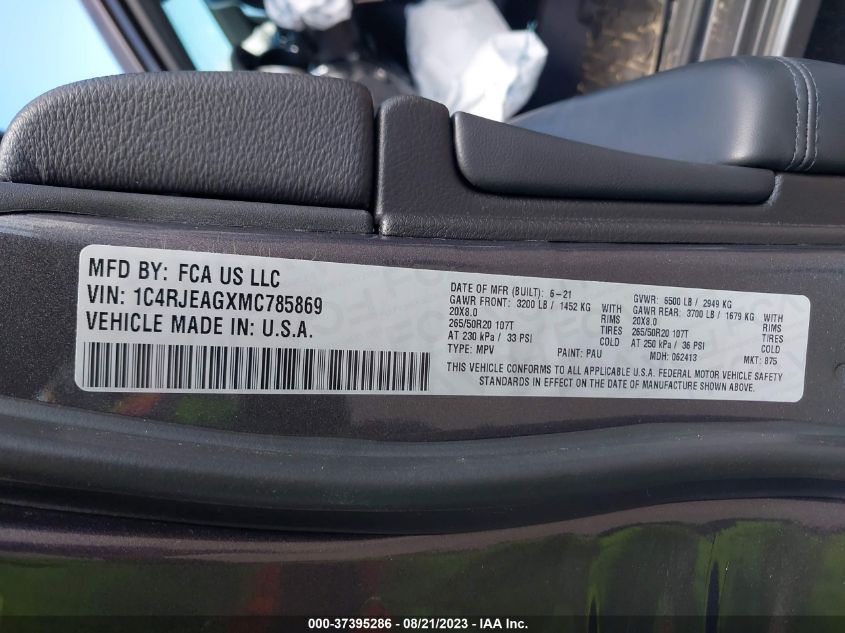 MFD BY: FCA US LLC
VIN: 1C4RJEAGXMC785869
VEHICLE MADE IN: U.S.A.
DATE OF MFR (BUILT): 6-21 GVWR: 6500 LB / 2949 KG
GAWR FRONT: 3200 LB / 1452 KG WITH GAWR REAR: 3700 LB / 1679 KG WITH
20X8.0 RIMS 20X8.0 RIMS
265/50R20 107T TIRES 265/50R20 107T TIRES
AT 230 kPa / 33 PSI COLD AT 250 kPa / 36 PSI COLD
TYPE: MPV PAINT: PAU MDH: 062413 MKT: 875
THIS VEHICLE CONFORMS TO ALL APPLICABLE U.S.A. FEDERAL MOTOR VEHICLE SAFETY
STANDARDS IN EFFECT ON THE DATE OF MANUFACTURE SHOWN ABOVE.
000-37395286 - 08/21/2023 - IAA Inc.